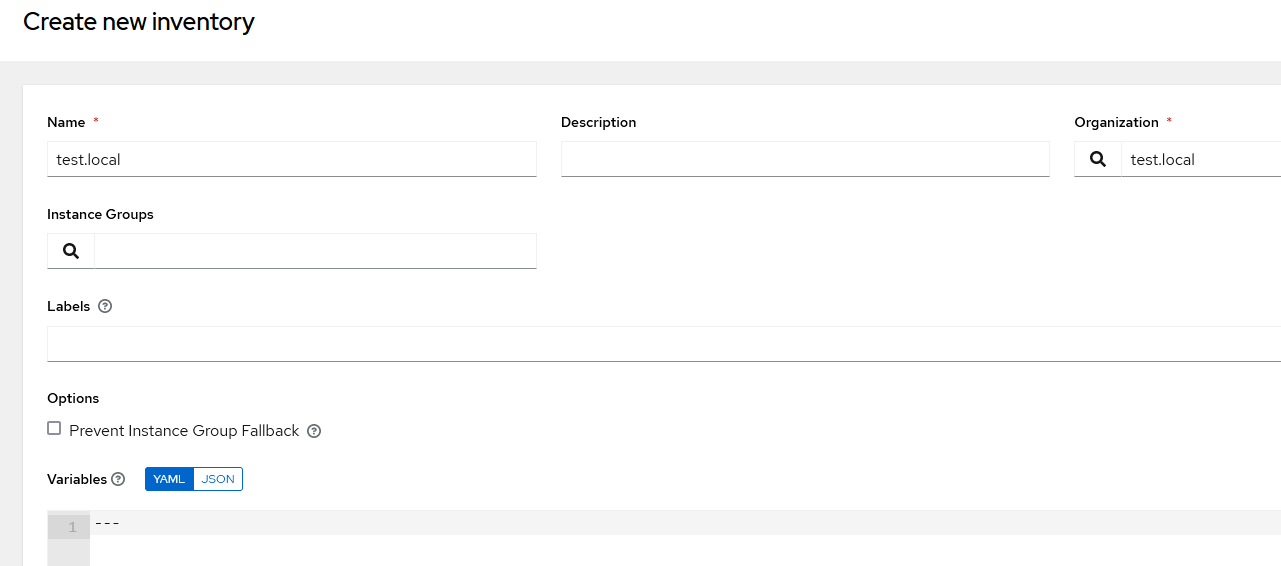 Create new inventory
Name *
Description
Organization *
test.local
test.local
Instance Groups
Labels
Options
Prevent Instance Group Fallback
Variables
YAML
JSON
1
---